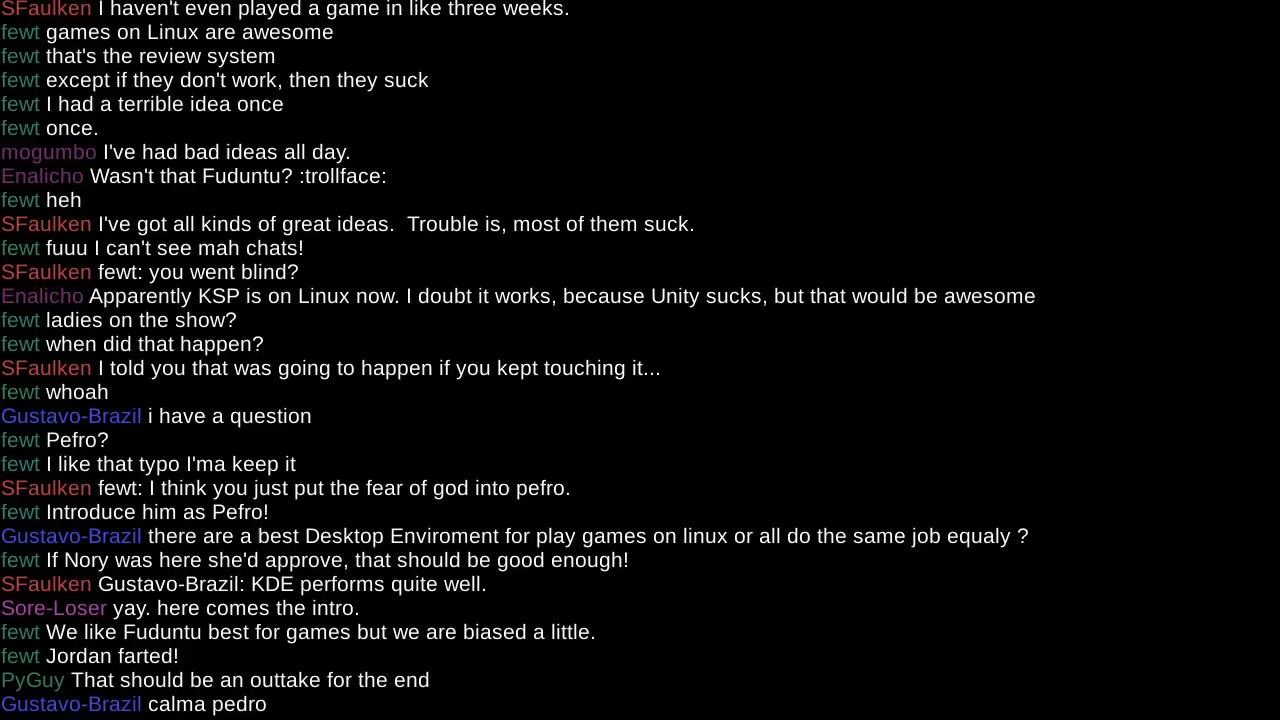 SFaulken I haven't even played a game in like three weeks.
fewt games on Linux are awesome
fewt that's the review system
fewt except if they don't work, then they suck
fewt I had a terrible idea once
fewt once.
mogumbo I've had bad ideas all day.
Enalicho Wasn't that Fuduntu? :trollface:
fewt heh
SFaulken I've got all kinds of great ideas.  Trouble is, most of them suck.
fewt fuuu I can't see mah chats!
SFaulken fewt: you went blind?
Enalicho Apparently KSP is on Linux now. I doubt it works, because Unity sucks, but that would be awesome
fewt ladies on the show?
fewt when did that happen?
SFaulken I told you that was going to happen if you kept touching it...
fewt whoah
Gustavo-Brazil i have a question
fewt Pefro?
fewt I like that typo I'ma keep it
SFaulken fewt: I think you just put the fear of god into pefro.
fewt Introduce him as Pefro!
Gustavo-Brazil there are a best Desktop Enviroment for play games on linux or all do the same job equaly ?
fewt If Nory was here she'd approve, that should be good enough!
SFaulken Gustavo-Brazil: KDE performs quite well.
Sore-Loser yay. here comes the intro.
fewt We like Fuduntu best for games but we are biased a little.
fewt Jordan farted!
PyGuy That should be an outtake for the end
Gustavo-Brazil calma pedro